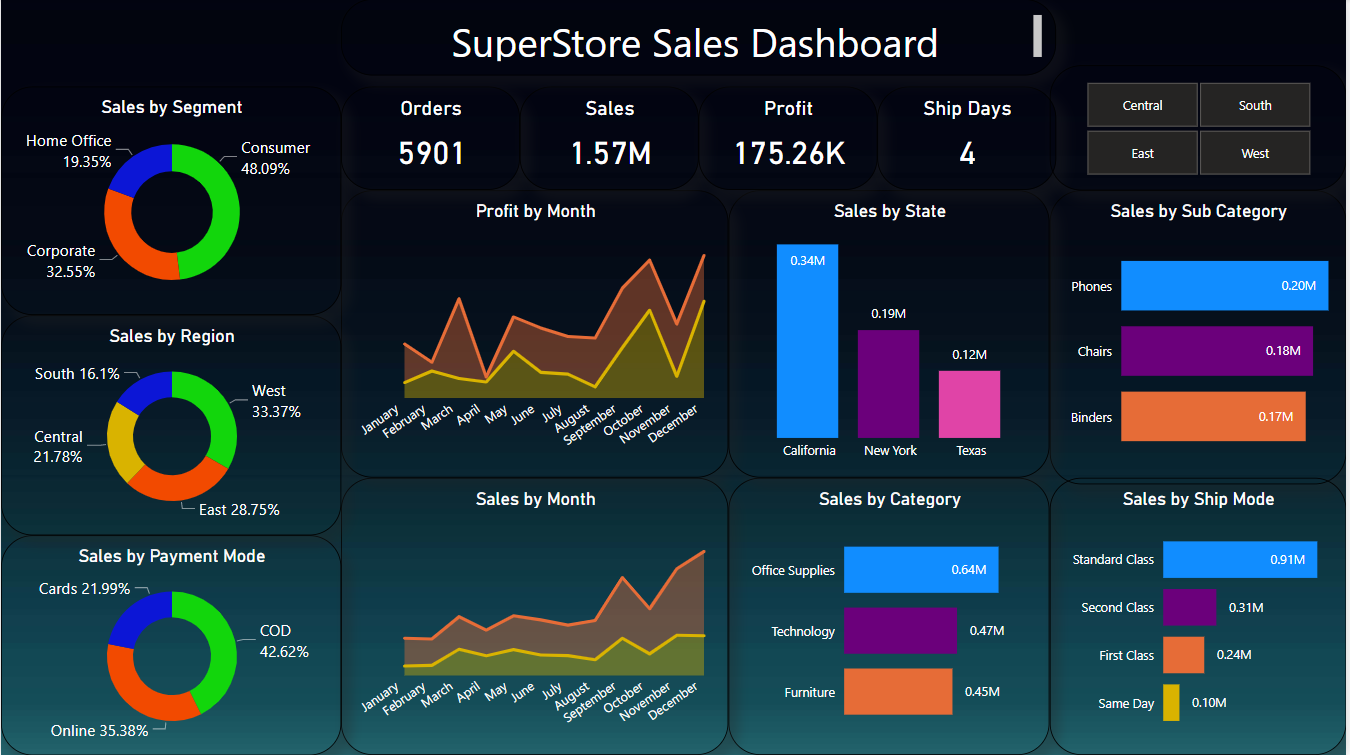 SuperStore Sales Dashboard
Sales by Segment
Home Office
19.35%
Consumer
48.09%
Corporate
32.55%
Orders
5901
Sales
1.57M
Profit
175.26K
Ship Days
4
Central
South
East
West
Sales by Region
South 16.1%
West
33.37%
Central
21.78%
East 28.75%
Sales by Payment Mode
Cards 21.99%
COD
42.62%
Online 35.38%
Profit by Month
January
February
March
April
May
June
July
August
September
October
November
December
Sales by State
0.34M
0.19M
0.12M
California
New York
Texas
Sales by Sub Category
Phones
0.20M
Chairs
0.18M
Binders
0.17M
Sales by Month
January
February
March
April
May
June
July
August
September
October
November
December
Sales by Category
Office Supplies
0.64M
Technology
0.47M
Furniture
0.45M
Sales by Ship Mode
Standard Class
0.91M
Second Class
0.31M
First Class
0.24M
Same Day
0.10M